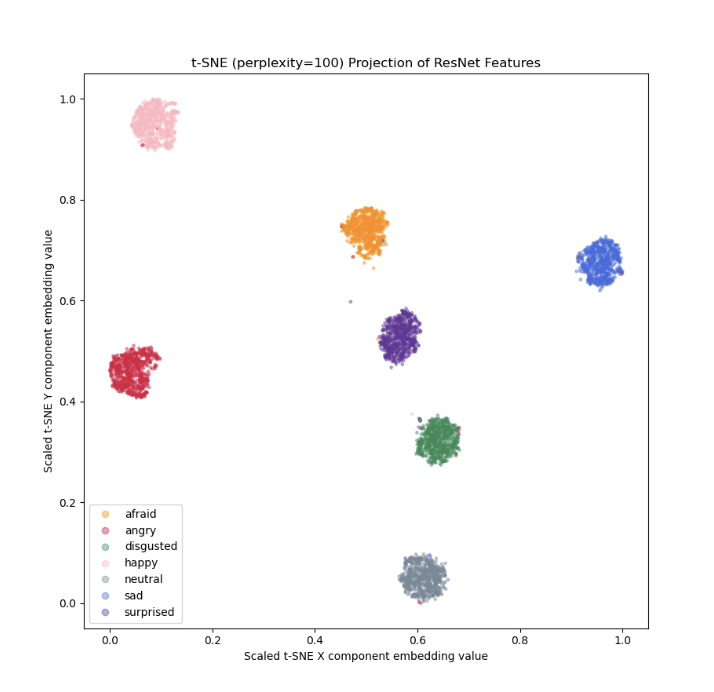 t-SNE (perplexity=100) Projection of ResNet Features
Scaled t-SNE Y component embedding value
1.0
0.8
0.6
0.4
0.2
0.0
afraid
angry
disgusted
happy
neutral
sad
surprised
0.0 0.2 0.4 0.6 0.8 1.0
Scaled t-SNE X component embedding value